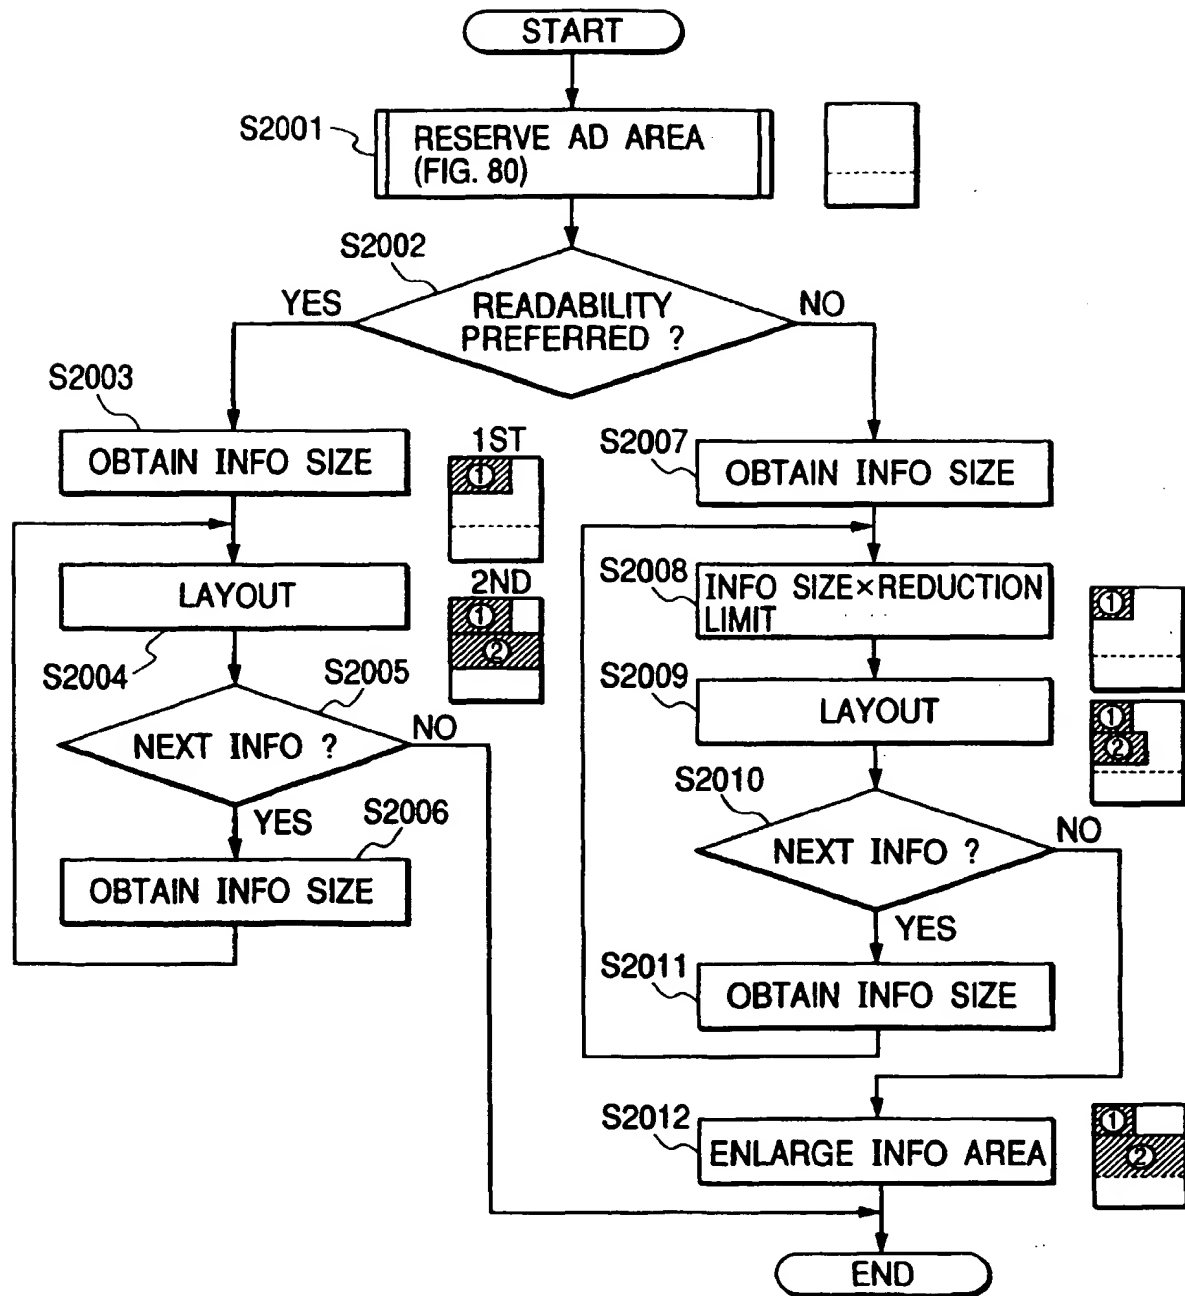 START
S2001
RESERVE AD AREA
(FIG. 80)
S2002
YES
READABILITY
PREFERRED ?
NO
S2003
OBTAIN INFO SIZE
1ST
①
S2007
OBTAIN INFO SIZE
LAYOUT
S2004
2ND
①
②
S2008
INFO SIZE×REDUCTION
LIMIT
①
S2005
NEXT INFO ?
NO
YES
S2009
LAYOUT
①
②
S2006
OBTAIN INFO SIZE
S2010
NEXT INFO ?
NO
YES
S2011
OBTAIN INFO SIZE
S2012
ENLARGE INFO AREA
①
②
END